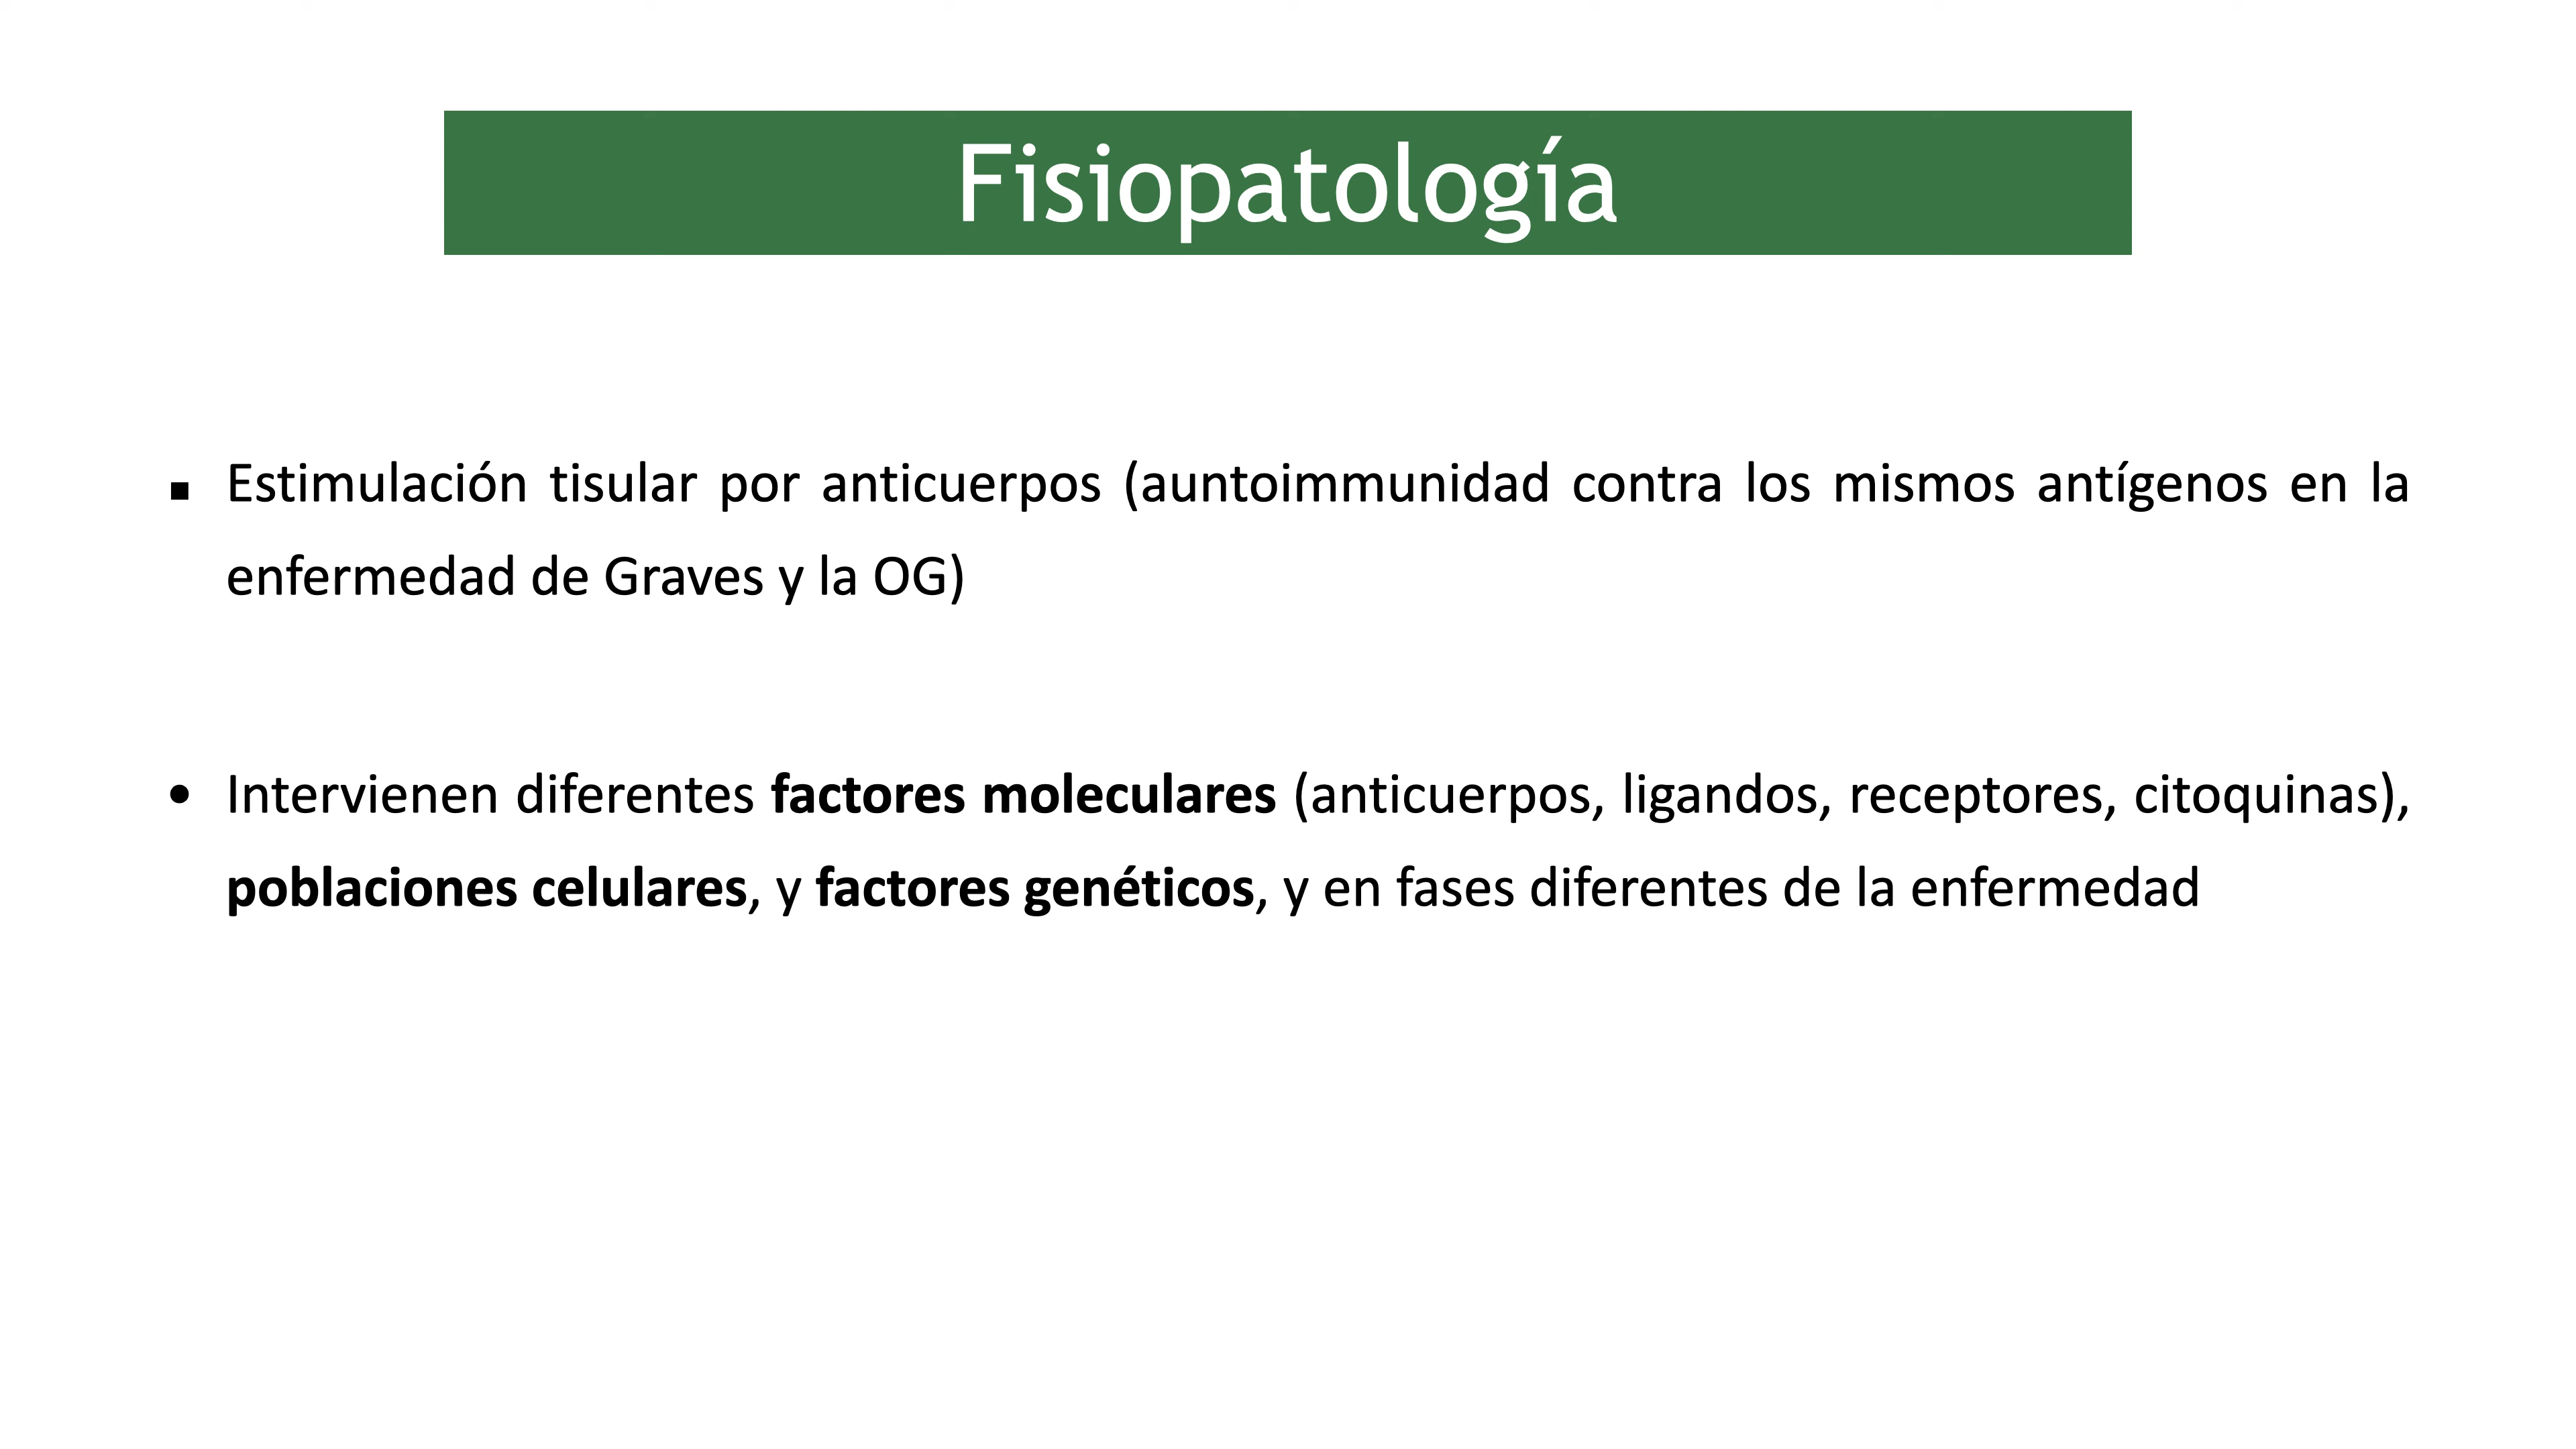 Fisiopatología
▪ Estimulación tisular por anticuerpos (auntoimmunidad contra los mismos antígenos en la
enfermedad de Graves y la OG)
• Intervienen diferentes factores moleculares (anticuerpos, ligandos, receptores, citoquinas),
poblaciones celulares, y factores genéticos, y en fases diferentes de la enfermedad